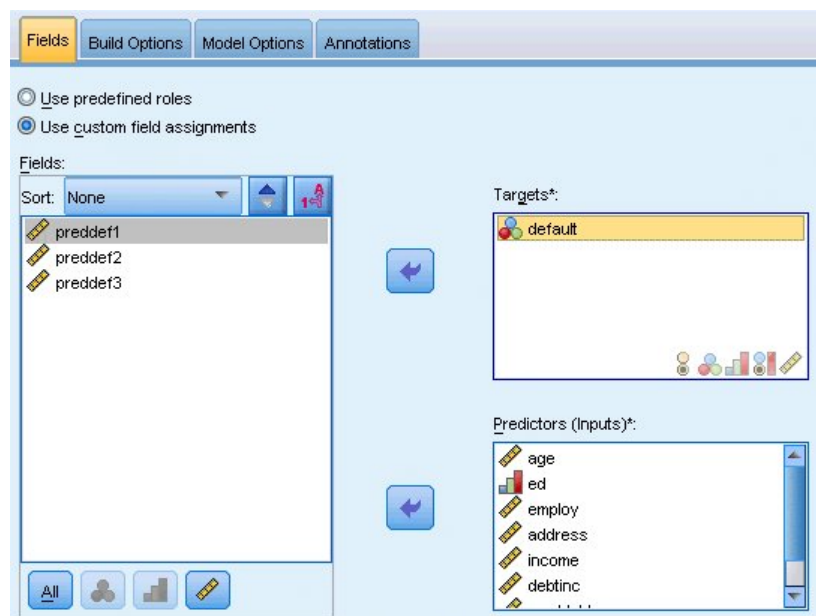 Fields Build Options Model Options Annotations
Use predefined roles
Use custom field assignments
Fields:
Sort: None
A
1
preddef1
preddef2
preddef3
All
Targets*:
default
Predictors (Inputs)*:
age
ed
employ
address
income
debtinc